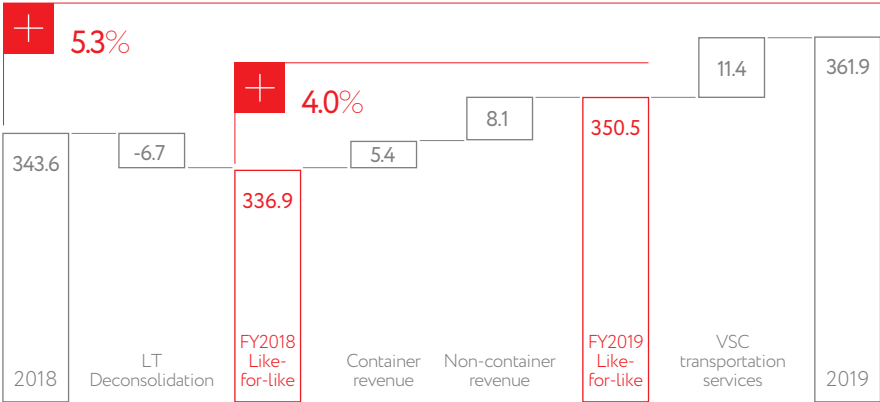 + 5.3%
+ 4.0%
343.6
-6.7
336.9
5.4
8.1
350.5
11.4
361.9
2018
LT
Deconsolidation
FY2018
Like-
for-like
Container
revenue
Non-container
revenue
FY2019
Like-
for-like
VSC
transportation
services
2019